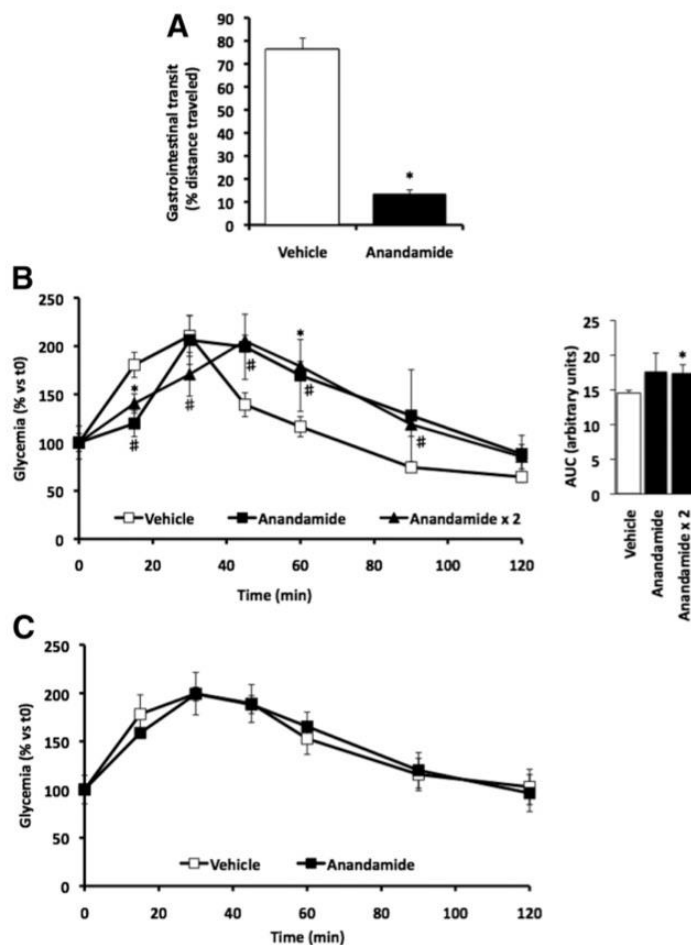 A
90
80
70
60
50
40
30
20
10
0
Gastrointestinal transit
(% distance traveled)
*
Vehicle Anandamide
B
250
200
150
100
50
0
Glycemia (% vs t0)
* *
# # # # #
Vehicle Anandamide Anandamide x 2
0 20 40 60 80 100 120
Time (min)
25
20
15
10
5
0
AUC (arbitrary units)
*
Vehicle
Anandamide
Anandamide x 2
C
250
200
150
100
50
0
Glycemia (% vs t0)
Vehicle Anandamide
0 20 40 60 80 100 120
Time (min)